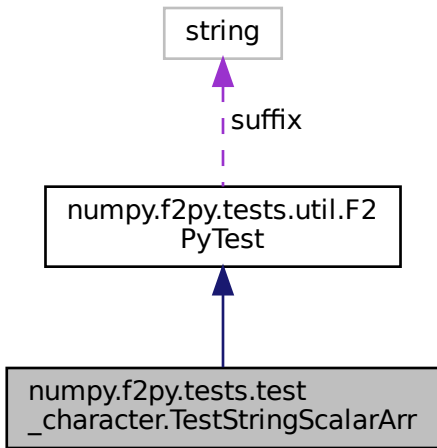 string
suffix
numpy.f2py.tests.util.F2
PyTest
numpy.f2py.tests.test
_character.TestStringScalarArr